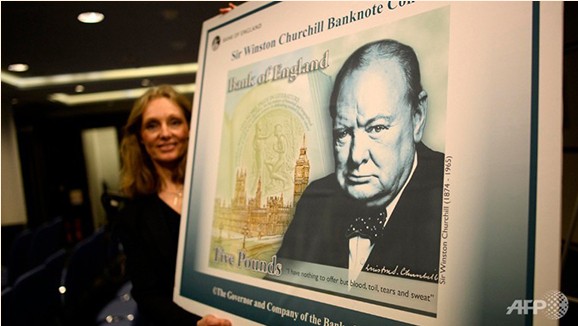 BANK OF ENGLAND
Sir Winston Churchill Banknote Con
Bank of England
Sir Winston Churchill (1874 - 1965)
Five Pounds
Winston S. Churchill
"I have nothing to offer but blood, toil, tears and sweat"
©The Governor and Company of the Bank
AFP